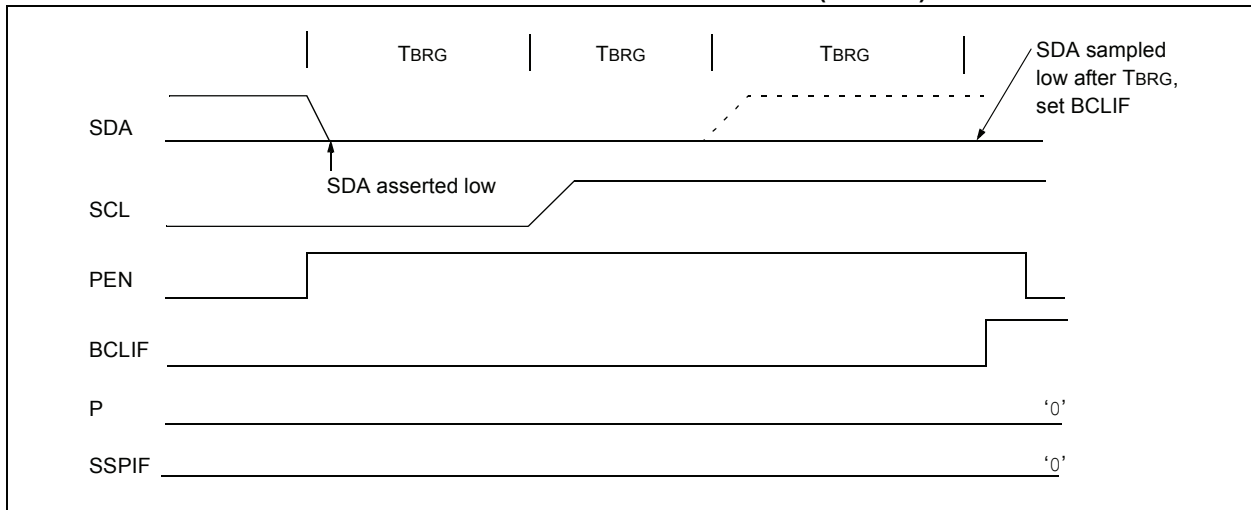 TBRG TBRG TBRG
SDA sampled
low after TBRG,
set BCLIF
SDA
SDA asserted low
SCL
PEN
BCLIF
P '0'
SSPIF '0'